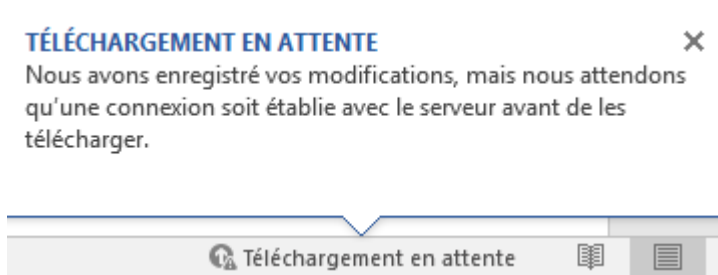 TÉLÉCHARGEMENT EN ATTENTE
Nous avons enregistré vos modifications, mais nous attendons
qu'une connexion soit établie avec le serveur avant de les
télécharger.
Téléchargement en attente